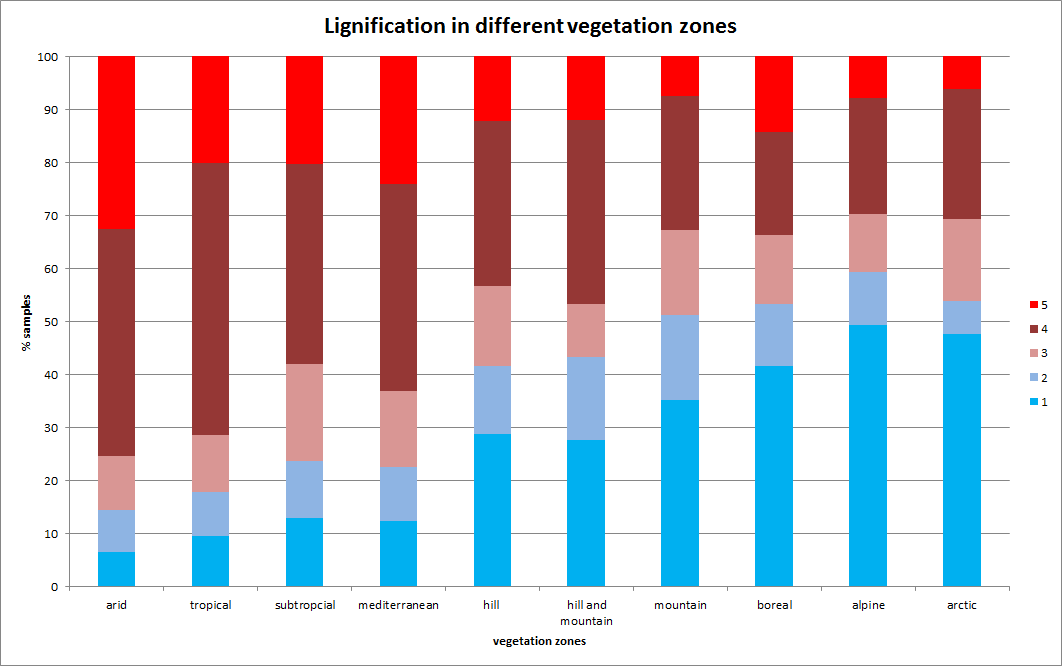 Lignification in different vegetation zones
100
90
80
70
60
50
40
30
20
10
0
% samples
arid
tropical
subtropcial
mediterranean
hill
hill and
mountain
mountain
boreal
alpine
arctic
vegetation zones
5
4
3
2
1